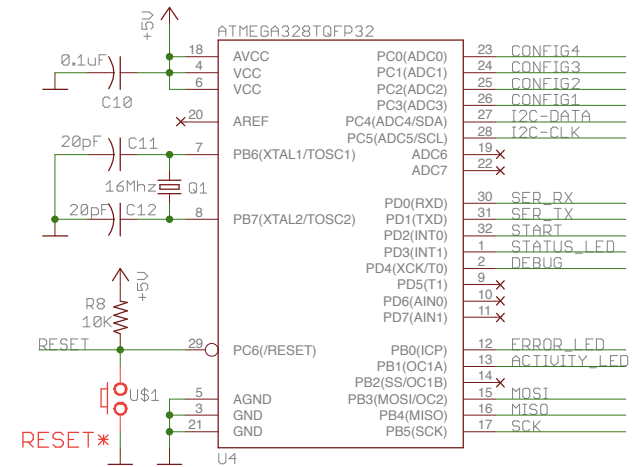 ATMEGA328TQFP32
+5V
18 AVCC PC0(ADC0) 23 CONFIG4
0.1uF 4 VCC PC1(ADC1) 24 CONFIG3
6 VCC PC2(ADC2) 25 CONFIG2
C10 PC3(ADC3) 26 CONFIG1
20 AREF PC4(ADC4/SDA) 27 I2C-DATA
PC5(ADC5/SCL) 28 I2C-CLK
20pF C11 7 PB6(XTAL1/TOSC1) ADC6 19
ADC7 22
16Mhz Q1
PD0(RXD) 30 SER_RX
20pF C12 8 PB7(XTAL2/TOSC2) PD1(TXD) 31 SER_TX
PD2(INT0) 32 START
PD3(INT1) 1 STATUS_LED
PD4(XCK/T0) 2 DEBUG
+5V PD5(T1) 9
R8 PD6(AIN0) 10
10K PD7(AIN1) 11
RESET 29 PC6(/RESET) PB0(ICP) 12 ERROR_LED
PB1(OC1A) 13 ACTIVITY_LED
PB2(SS/OC1B) 14
U$1 5 AGND PB3(MOSI/OC2) 15 MOSI
3 GND PB4(MISO) 16 MISO
21 GND PB5(SCK) 17 SCK
RESET*
U4